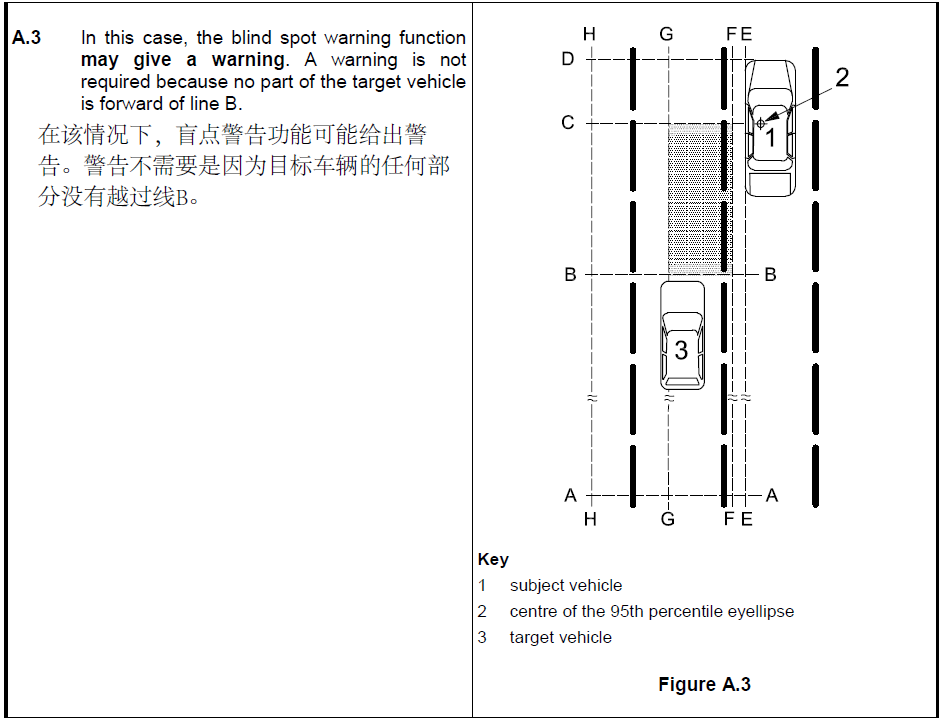 A.3 In this case, the blind spot warning function
may give a warning. A warning is not
required because no part of the target vehicle
is forward of line B.
在该情况下，盲点警告功能可能给出警
告。警告不需要是因为目标车辆的任何部
分没有越过线B。
H G F E
D
2
C
1
B B
3
A A
H G F E
Key
1 subject vehicle
2 centre of the 95th percentile eyellipse
3 target vehicle
Figure A.3